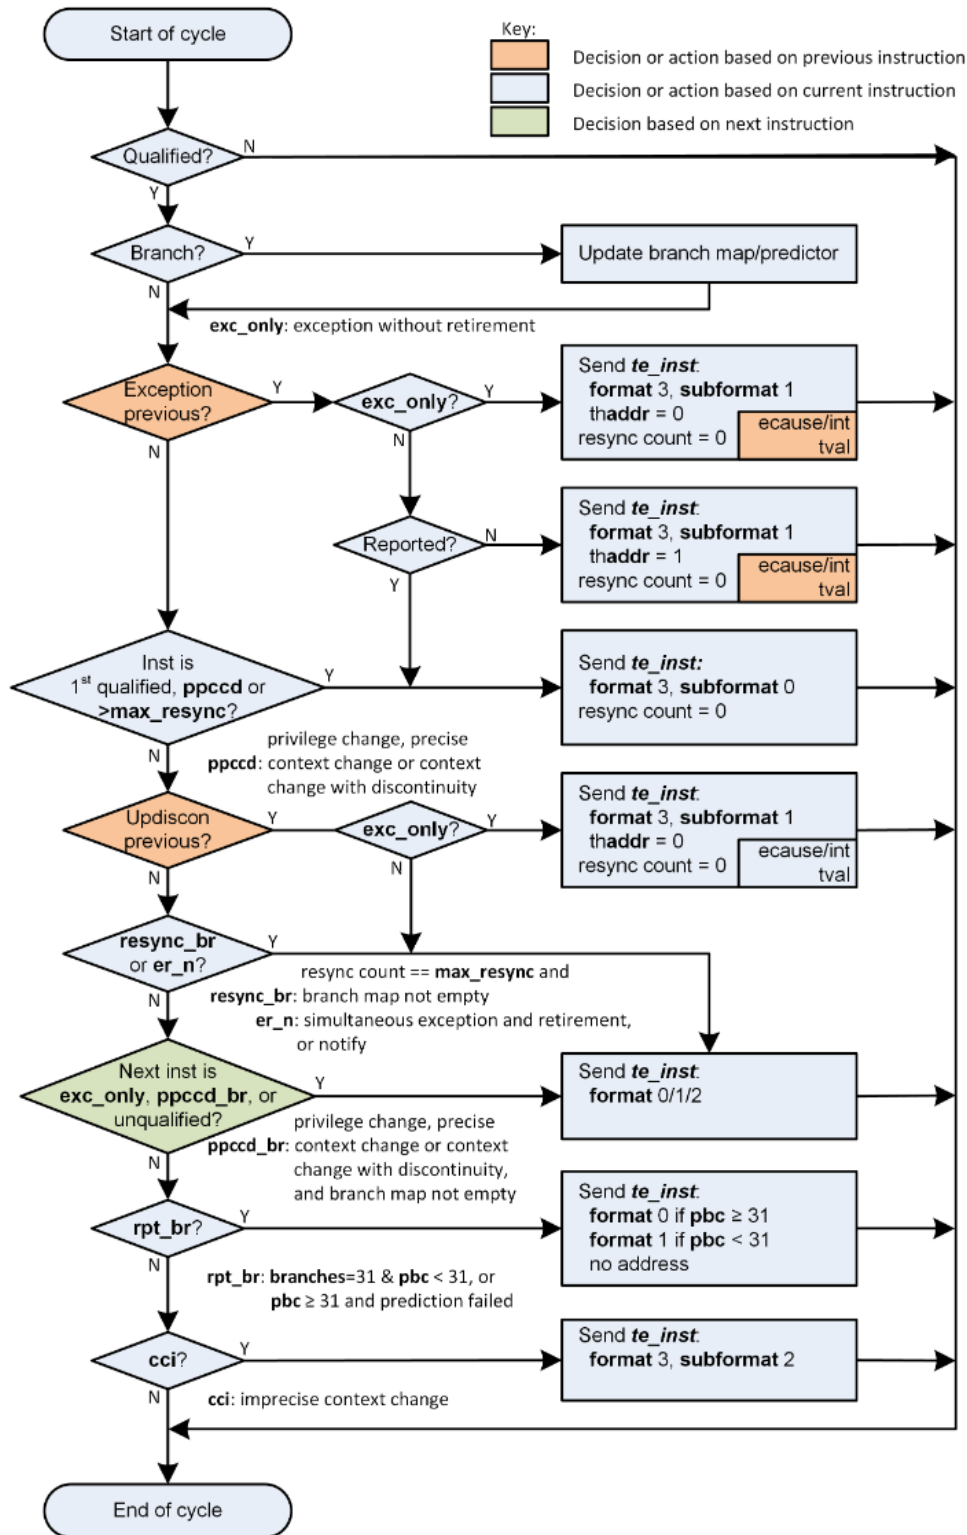 Start of cycle
Key:
Decision or action based on previous instruction
Decision or action based on current instruction
Decision based on next instruction
Qualified?
N
Y
Branch?
Y
Update branch map/predictor
N
exc_only: exception without retirement
Exception
previous?
Y
exc_only?
Y
Send te_inst:
format 3, subformat 1
thaddr = 0
resync count = 0
ecause/int
tval
N
N
Reported?
N
Send te_inst:
format 3, subformat 1
thaddr = 1
resync count = 0
ecause/int
tval
Y
Inst is
1st qualified, ppccd or
>max_resync?
Y
Send te_inst:
format 3, subformat 0
resync count = 0
N
privilege change, precise
ppccd: context change or context
change with discontinuity
Updiscon
previous?
Y
exc_only?
Y
Send te_inst:
format 3, subformat 1
thaddr = 0
resync count = 0
ecause/int
tval
N
N
resync_br
or er_n?
Y
resync count == max_resync and
resync_br: branch map not empty
er_n: simultaneous exception and retirement,
or notify
N
Next inst is
exc_only, ppccd_br, or
unqualified?
Y
Send te_inst:
format 0/1/2
privilege change, precise
ppccd_br: context change or context
change with discontinuity,
and branch map not empty
N
rpt_br?
Y
Send te_inst:
format 0 if pbc ≥ 31
format 1 if pbc < 31
no address
N
rpt_br: branches=31 & pbc < 31, or
pbc ≥ 31 and prediction failed
cci?
Y
Send te_inst:
format 3, subformat 2
N
cci: imprecise context change
End of cycle